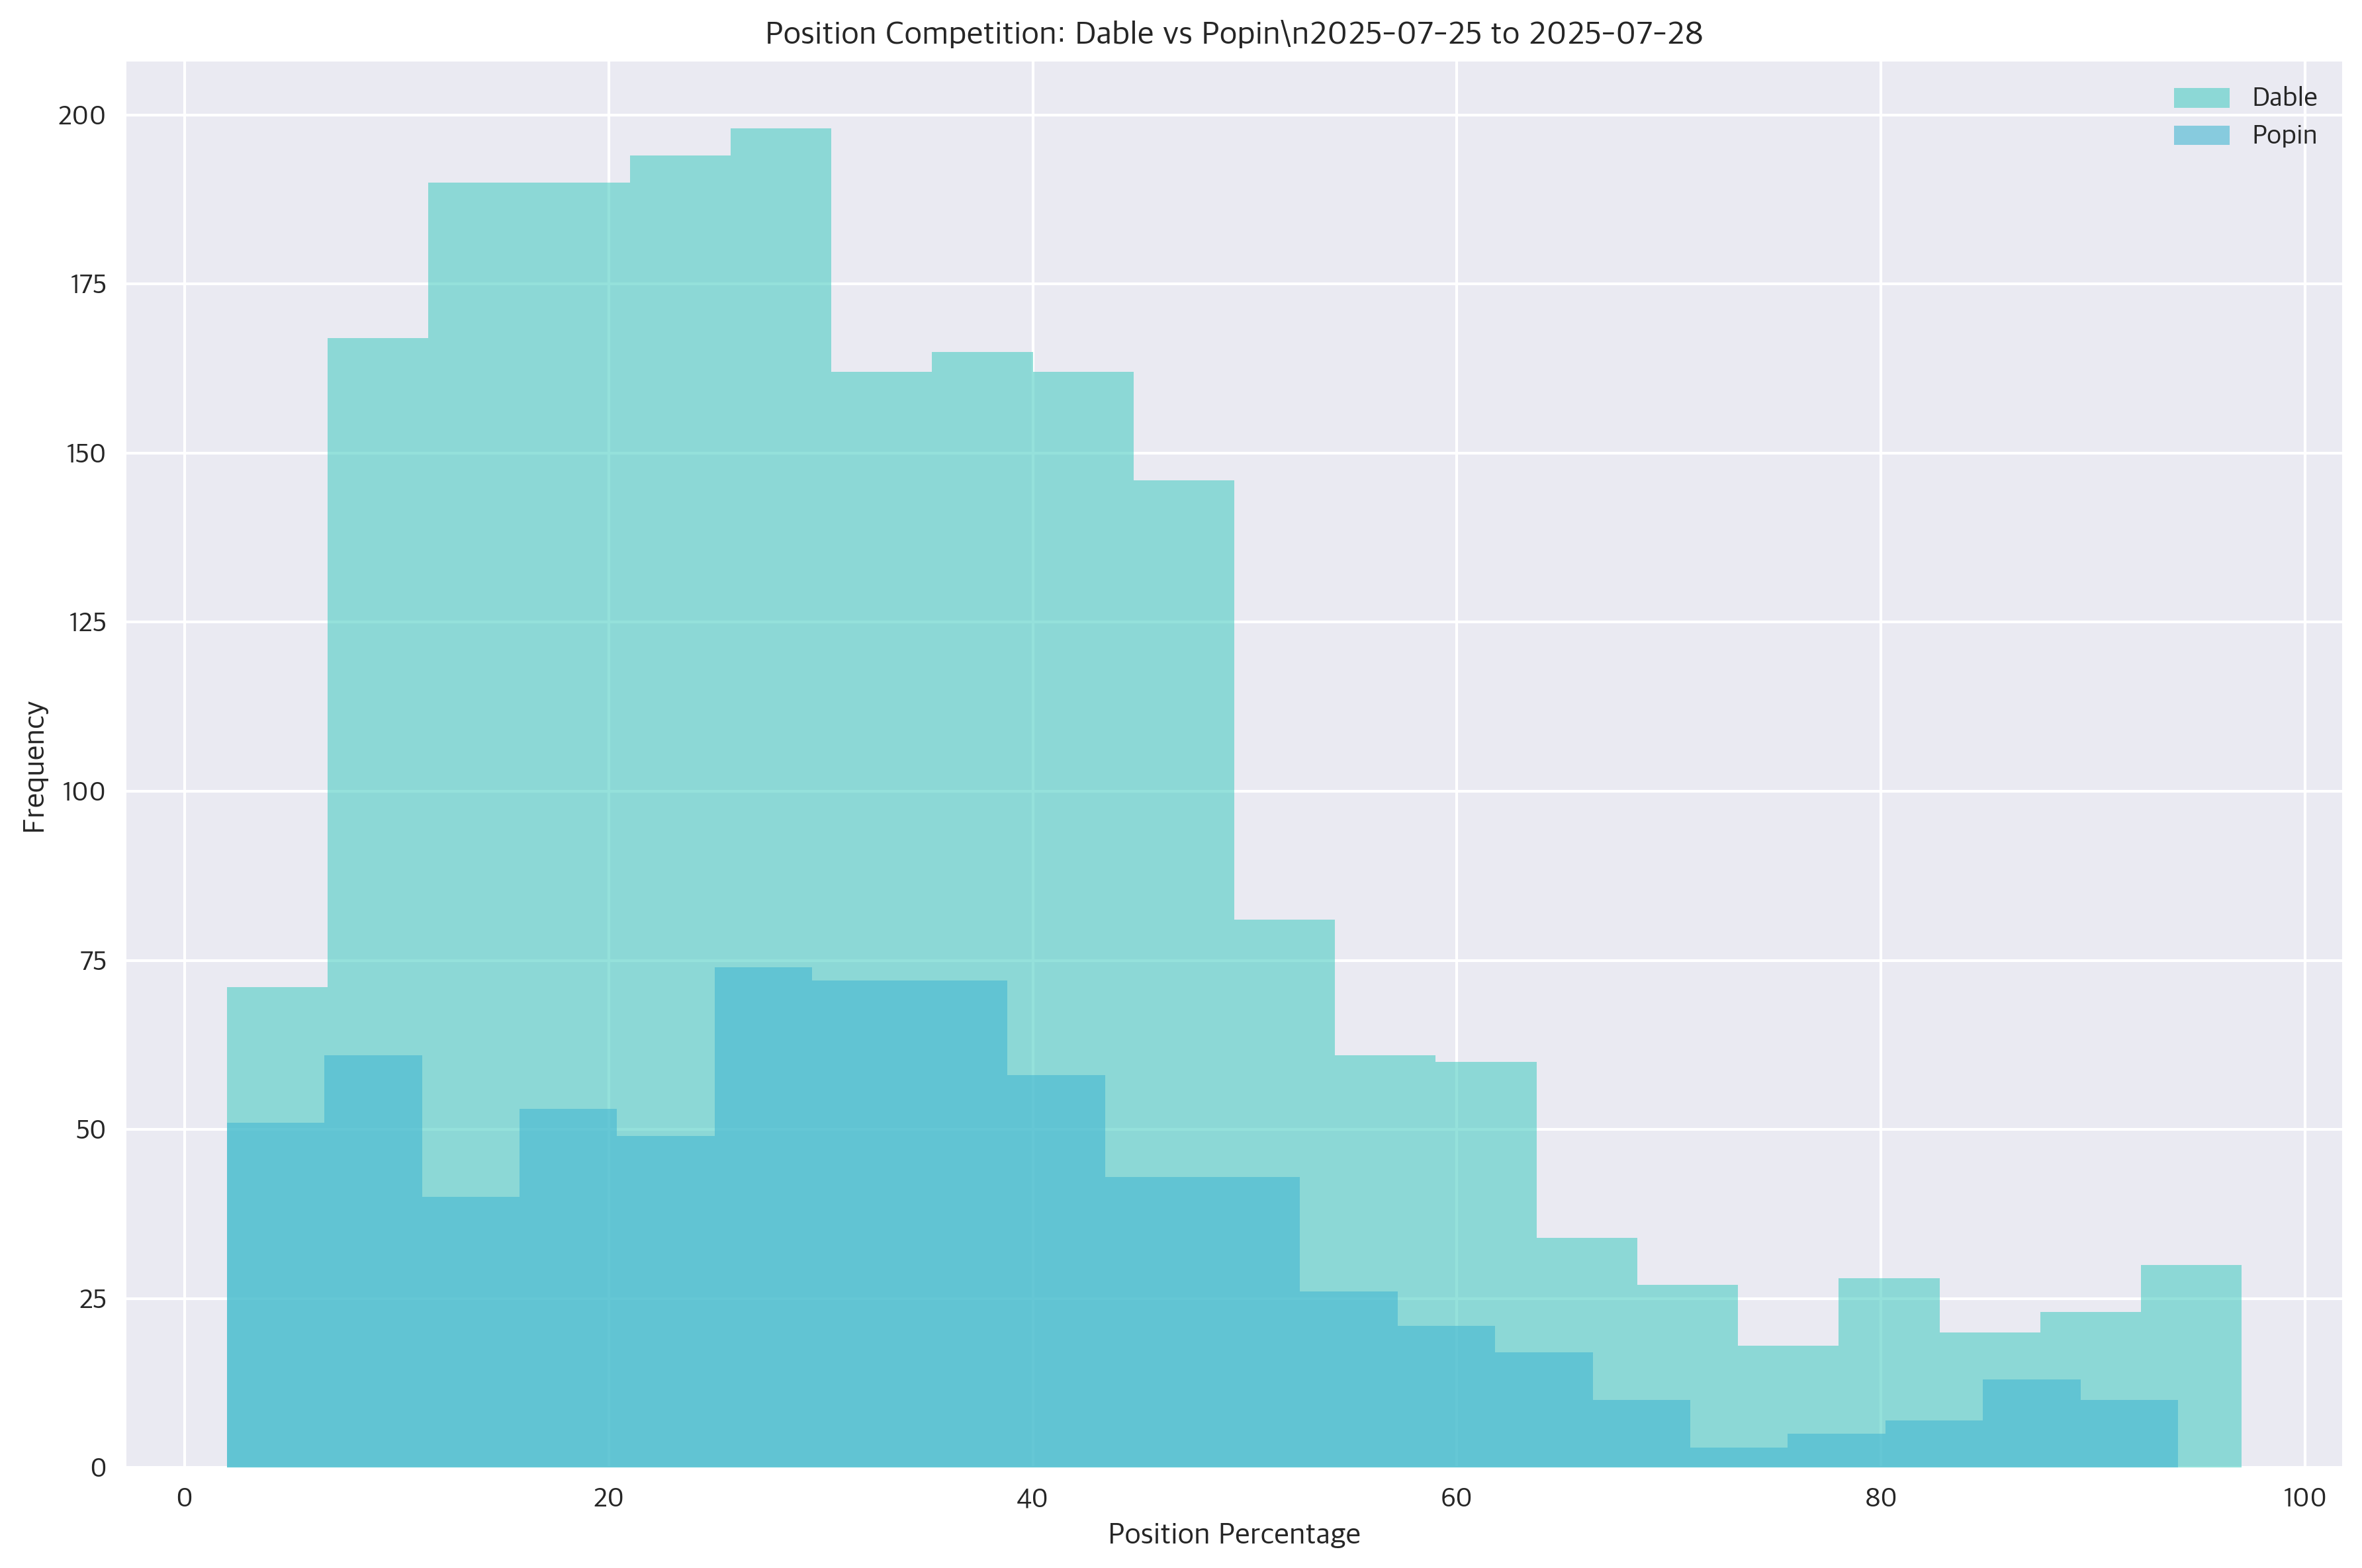 Position Competition: Dable vs Popin\n2025-07-25 to 2025-07-28
Dable
Popin
200
175
150
125
100
75
50
25
0
Frequency
0 20 40 60 80 100
Position Percentage